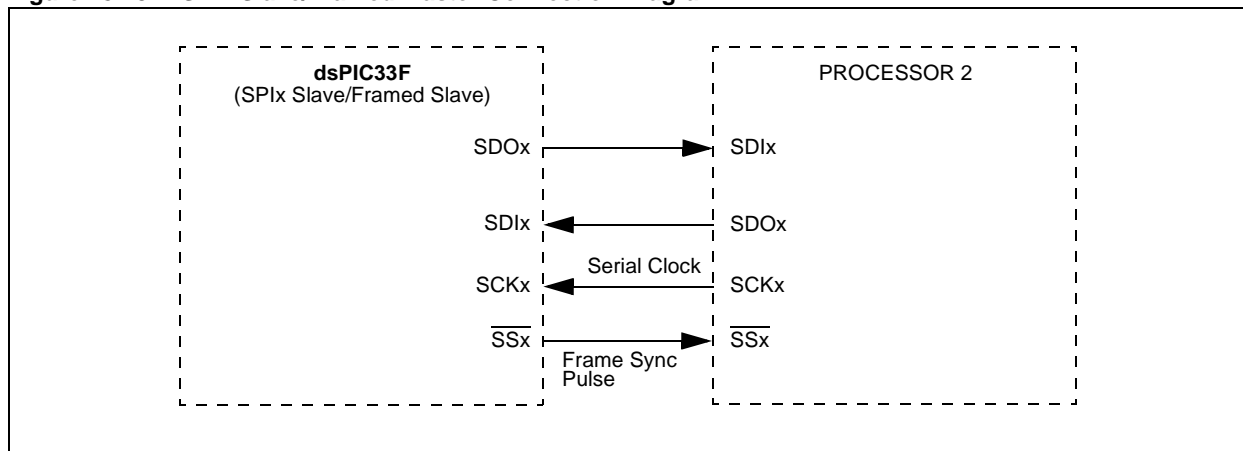 dsPIC33F
(SPIx Slave/Framed Slave)
PROCESSOR 2
SDOx
SDIx
SDIx
SDOx
Serial Clock
SCKx
SCKx
SSx
SSx
Frame Sync
Pulse